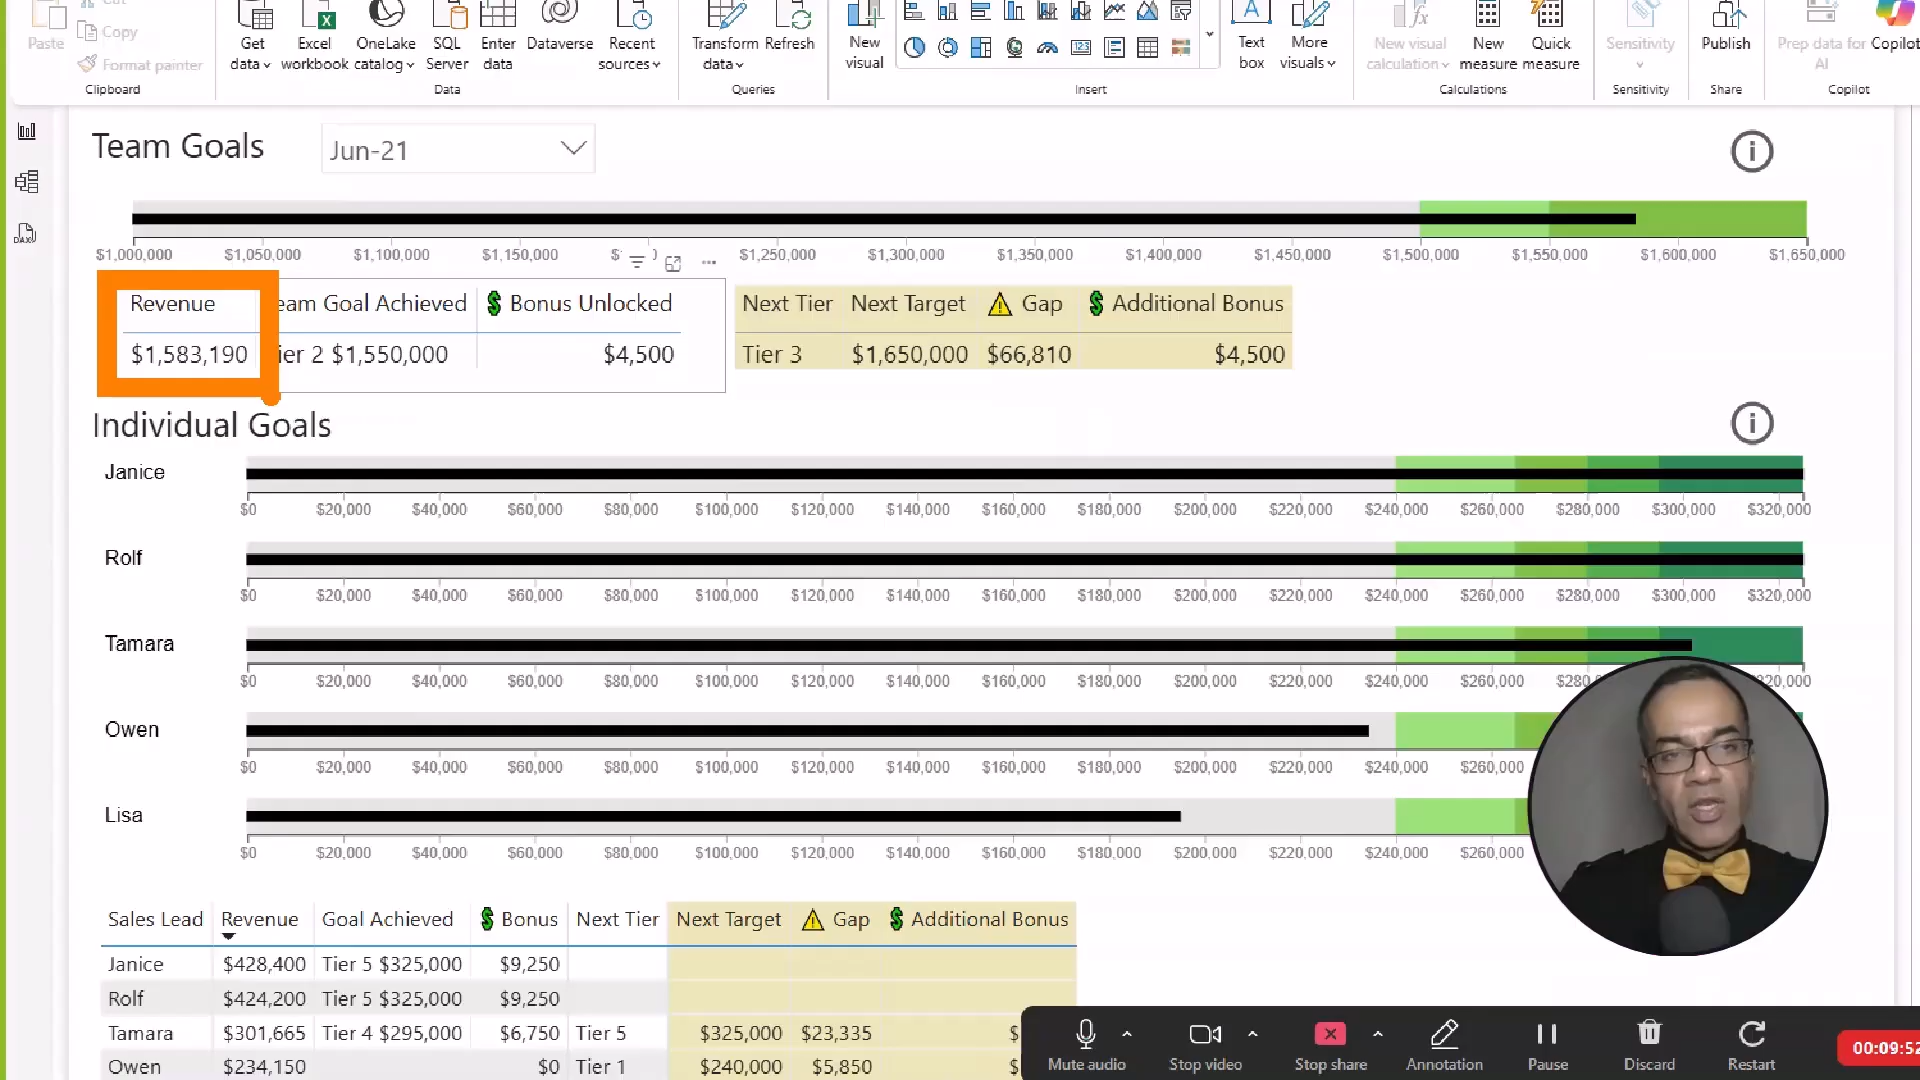 Cut
Paste
Copy
Format painter
Clipboard
Get data
Excel workbook
OneLake catalog
SQL Server
Enter data
Dataverse
Recent sources
Data
Transform data
Refresh
Queries
New visual
Insert
Text box
More visuals
New visual calculation
New measure
Quick measure
Calculations
Sensitivity
Sensitivity
Publish
Share
Prep data for AI
Copilot
Copilot
Team Goals
Jun-21
$1,000,000 $1,050,000 $1,100,000 $1,150,000 $1,250,000 $1,300,000 $1,350,000 $1,400,000 $1,450,000 $1,500,000 $1,550,000 $1,600,000 $1,650,000
Revenue eam Goal Achieved $ Bonus Unlocked Next Tier Next Target Gap $ Additional Bonus
$1,583,190 ier 2 $1,550,000 $4,500 Tier 3 $1,650,000 $66,810 $4,500
Individual Goals
Janice
$0 $20,000 $40,000 $60,000 $80,000 $100,000 $120,000 $140,000 $160,000 $180,000 $200,000 $220,000 $240,000 $260,000 $280,000 $300,000 $320,000
Rolf
$0 $20,000 $40,000 $60,000 $80,000 $100,000 $120,000 $140,000 $160,000 $180,000 $200,000 $220,000 $240,000 $260,000 $280,000 $300,000 $320,000
Tamara
$0 $20,000 $40,000 $60,000 $80,000 $100,000 $120,000 $140,000 $160,000 $180,000 $200,000 $220,000 $240,000 $260,000 $280 320,000
Owen
$0 $20,000 $40,000 $60,000 $80,000 $100,000 $120,000 $140,000 $160,000 $180,000 $200,000 $220,000 $240,000 $260,000
Lisa
$0 $20,000 $40,000 $60,000 $80,000 $100,000 $120,000 $140,000 $160,000 $180,000 $200,000 $220,000 $240,000 $260,000
Sales Lead Revenue Goal Achieved $ Bonus Next Tier Next Target Gap $ Additional Bonus
Janice $428,400 Tier 5 $325,000 $9,250
Rolf $424,200 Tier 5 $325,000 $9,250
Tamara $301,665 Tier 4 $295,000 $6,750 Tier 5 $325,000 $23,335 $
Owen $234,150 $0 Tier 1 $240,000 $5,850 $
Mute audio Stop video Stop share Annotation Pause Discard Restart
00:09:52